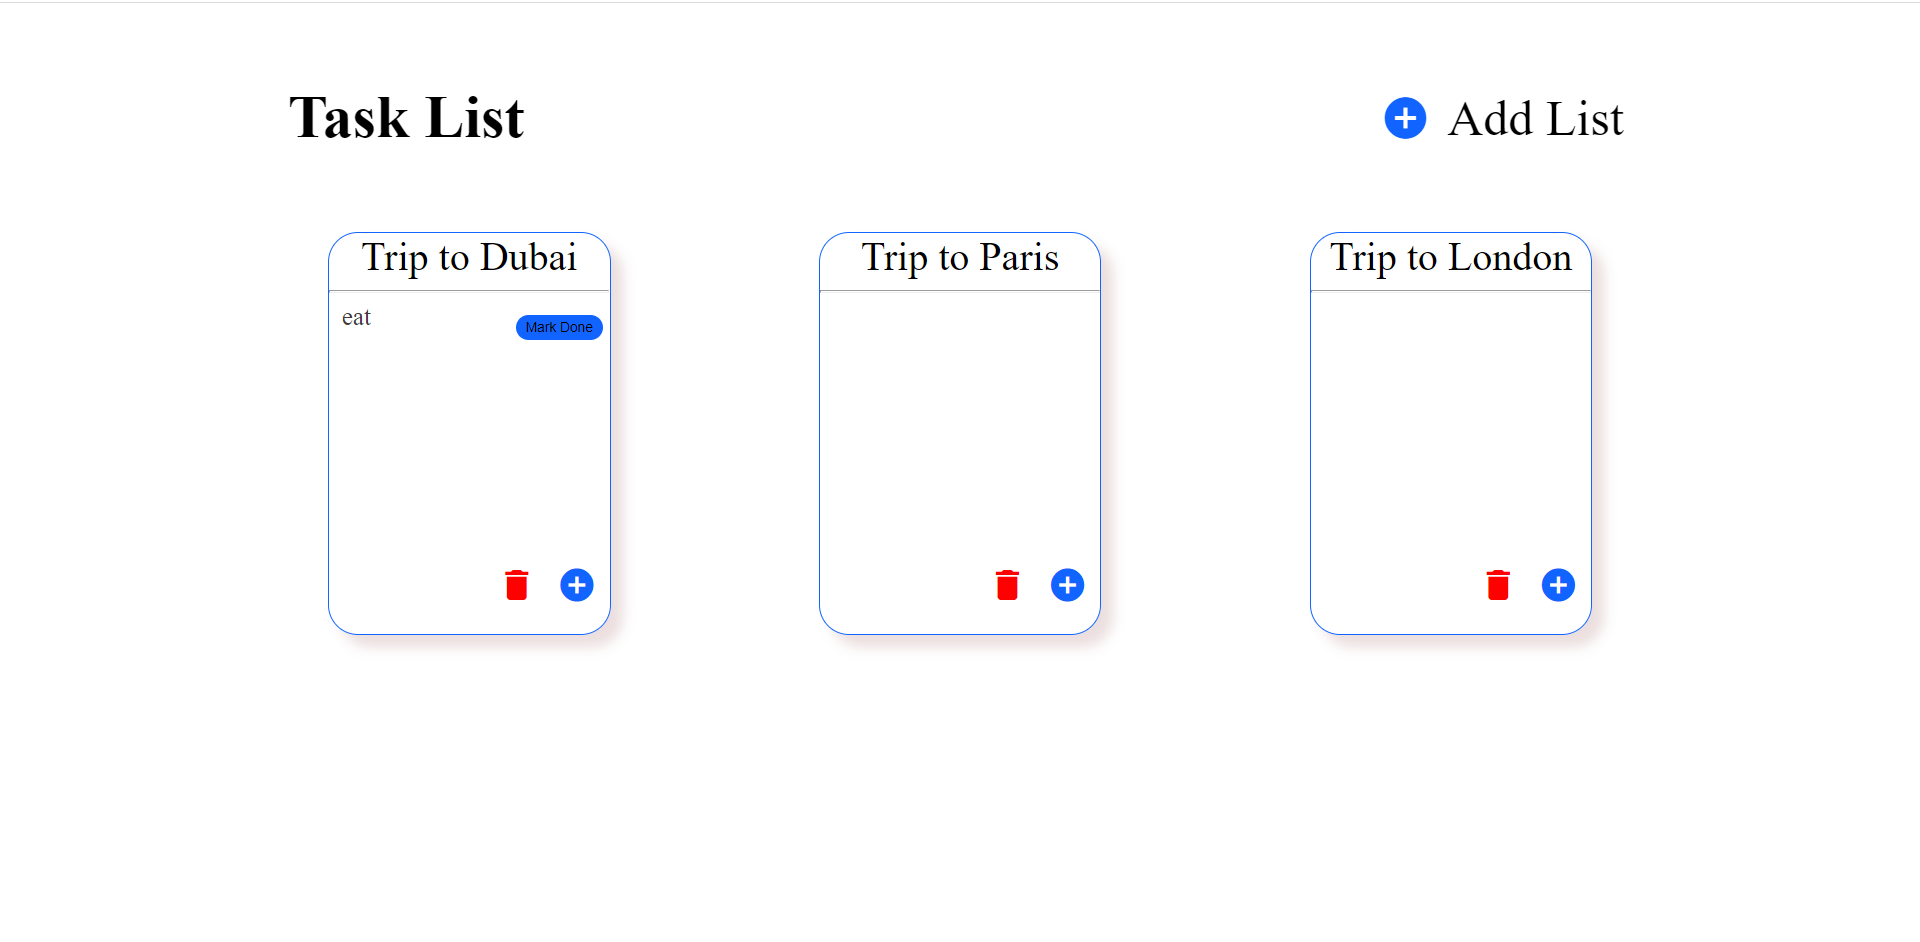 Task List
Add List
Trip to Dubai
eat
Mark Done
Trip to Paris
Trip to London